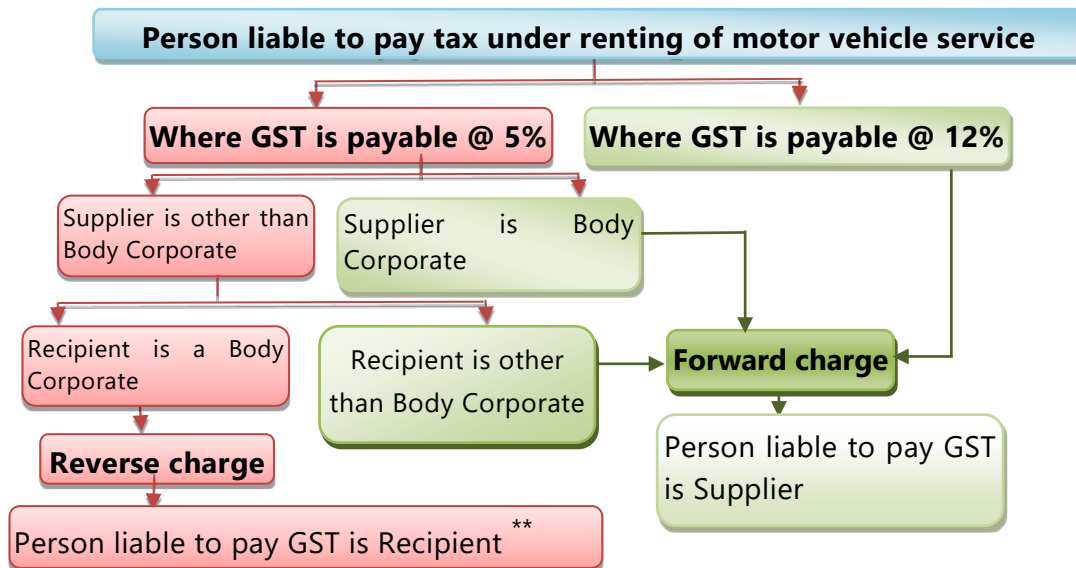 Person liable to pay tax under renting of motor vehicle service
Where GST is payable @ 5%
Where GST is payable @ 12%
Supplier is other than
Body Corporate
Supplier is Body
Corporate
Recipient is a Body
Corporate
Recipient is other
than Body Corporate
Forward charge
Reverse charge
Person liable to pay GST
is Supplier
Person liable to pay GST is Recipient **